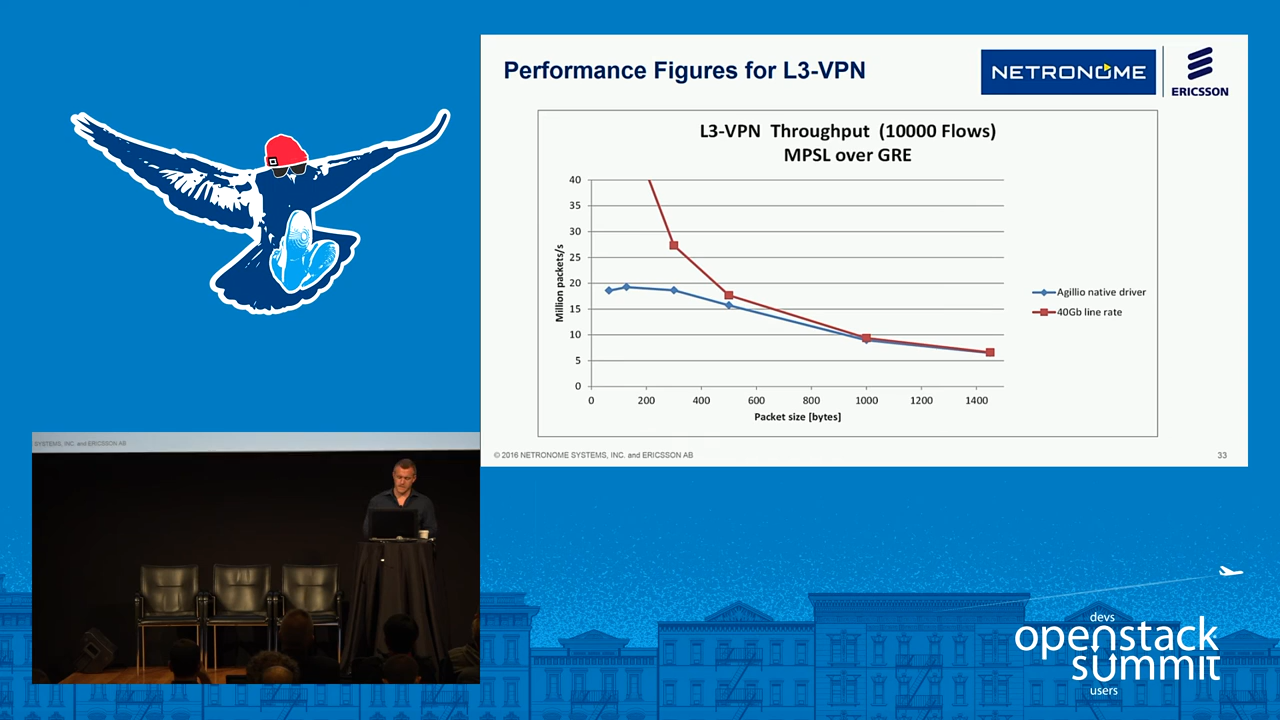 Performance Figures for L3-VPN
NETRONOME
ERICSSON
L3-VPN Throughput (10000 Flows)
MPSL over GRE
40
35
30
25
20
15
10
5
0
Million packets/s
0 200 400 600 800 1000 1200 1400
Packet size [bytes]
Agillio native driver
40Gb line rate
© 2016 NETRONOME SYSTEMS, INC. and ERICSSON AB
33
SYSTEMS, INC. and ERICSSON AB
devs
openstack
summit
users